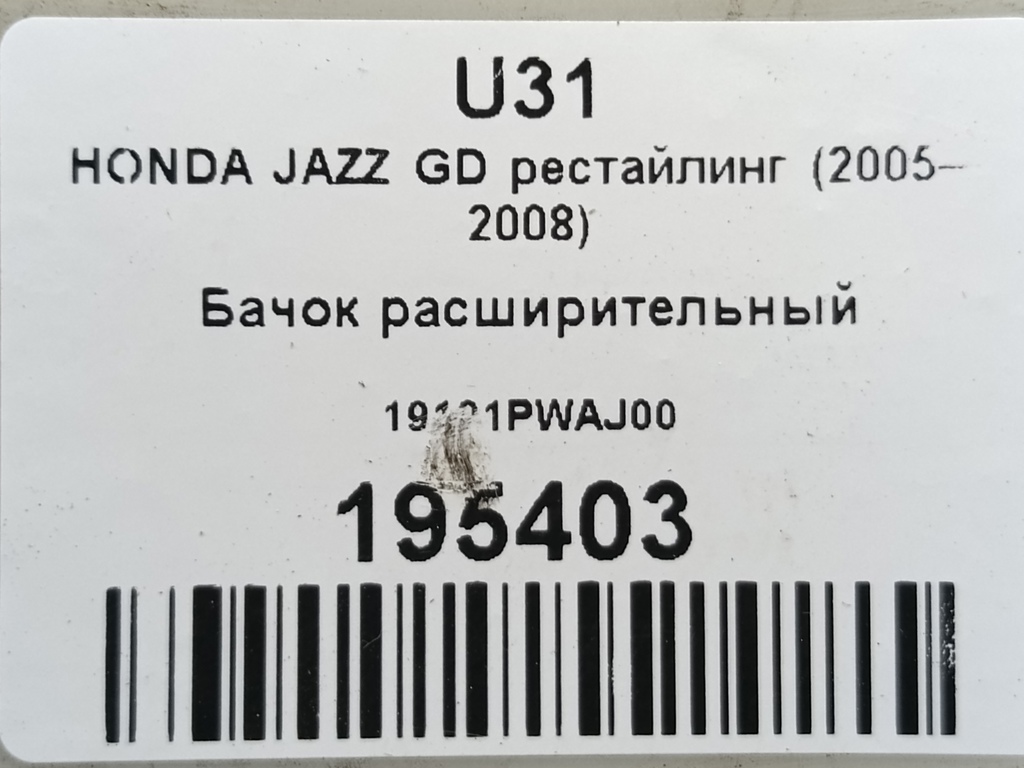 U31
HONDA JAZZ GD рестайлинг (2005–
2008)
Бачок расширительный
195403